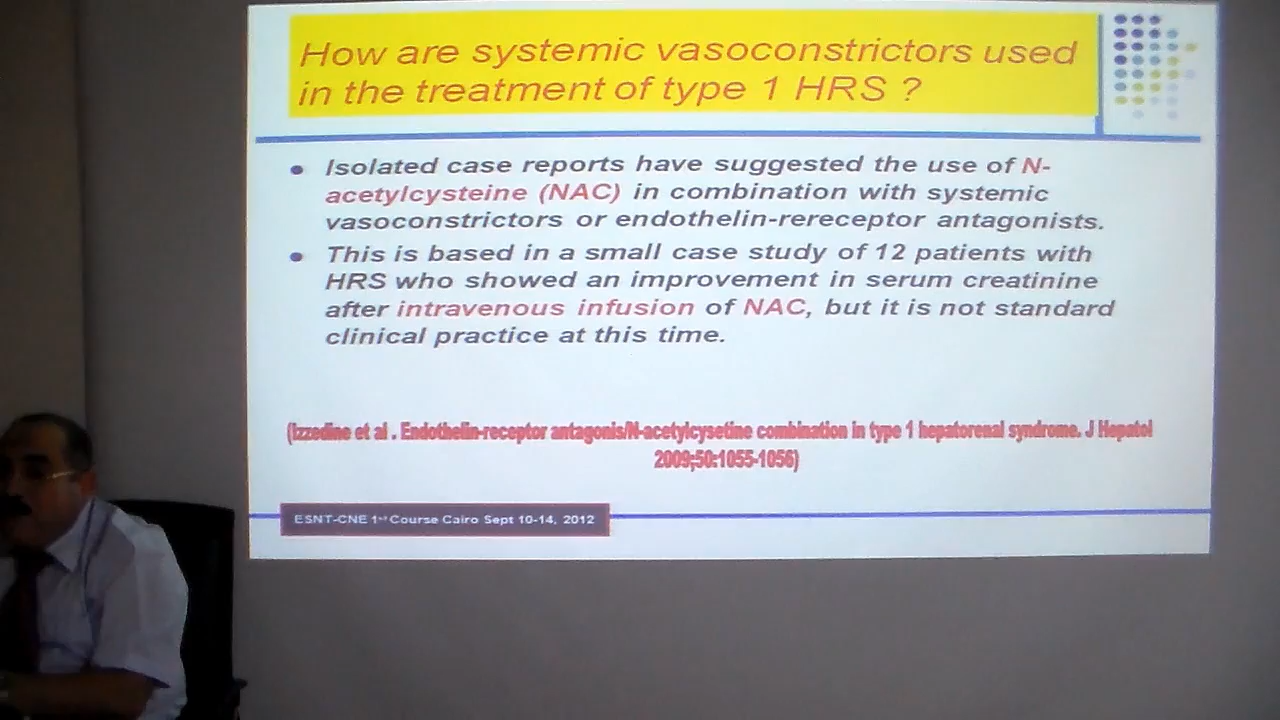 How are systemic vasoconstrictors used
in the treatment of type 1 HRS ?
• Isolated case reports have suggested the use of N-
acetylcysteine (NAC) in combination with systemic
vasoconstrictors or endothelin-rereceptor antagonists.
• This is based in a small case study of 12 patients with
HRS who showed an improvement in serum creatinine
after intravenous infusion of NAC, but it is not standard
clinical practice at this time.
(Izzedine et al . Endothelin-receptor antagonis/N-acetylcysetine combination in type 1 hepatorenal syndrome. J Hepatol
2009;50:1055-1056)
ESNT-CNE 1st Course Cairo Sept 10-14, 2012